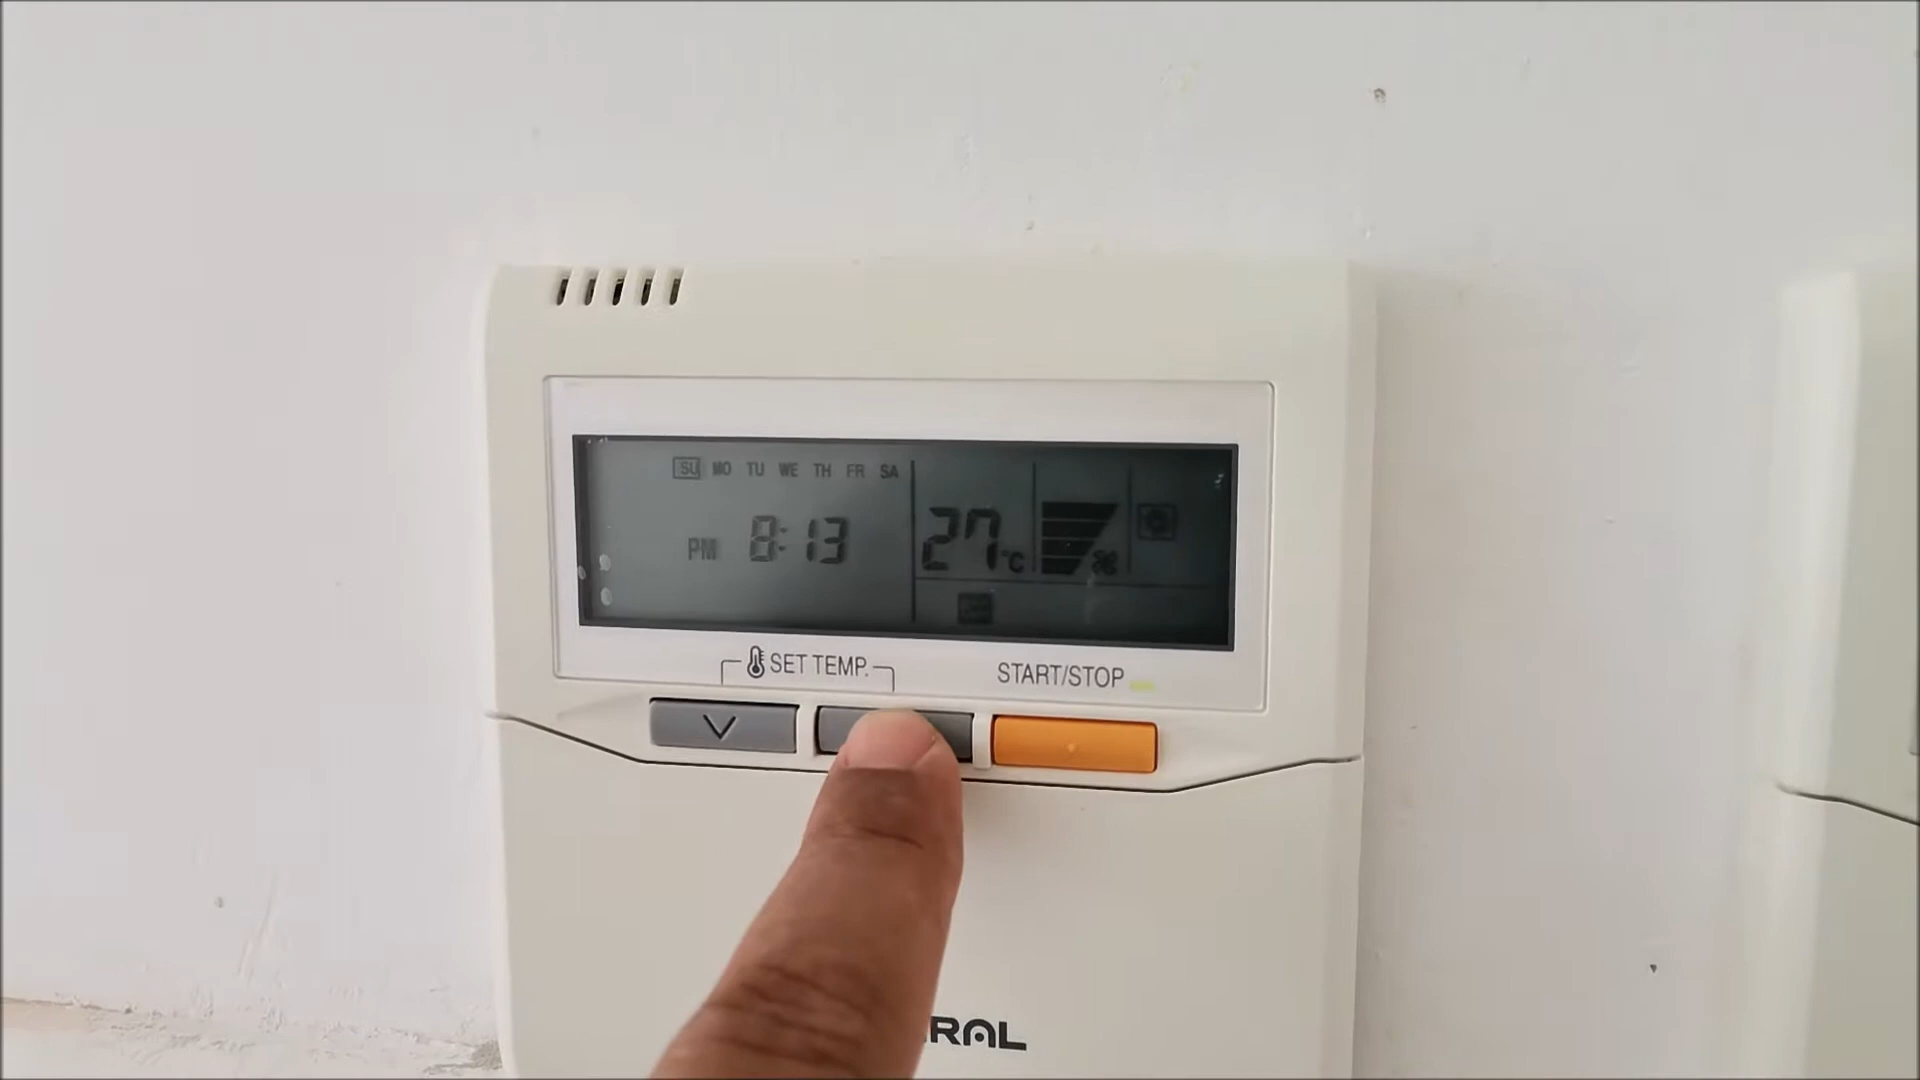 SU MO TU WE TH FR SA
PM 8:13
27°C
SET TEMP.
START/STOP
RAL